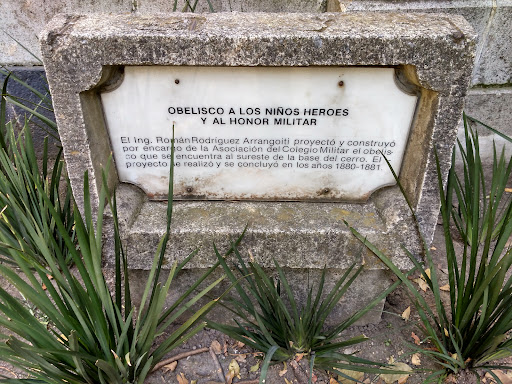 OBELISCO A LOS NIÑOS HEROES
Y AL HONOR MILITAR
El Ing. Román Rodríguez Arrangoiti proyectó y construyó
por encargo de la Asociación del Colegio Militar el obelis-
co que se encuentra al sureste de la base del cerro. El
proyecto se realizó y se concluyó en los años 1880-1881.